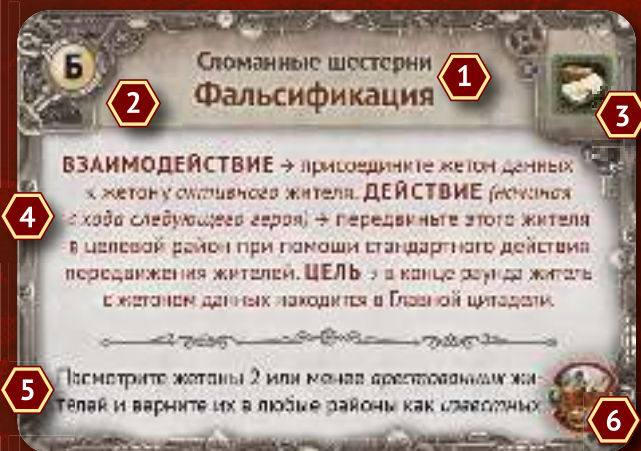 Б
Сломанные шестерни
1
Фальсификация
2
3
ВЗАИМОДЕЙСТВИЕ → присоедините жетон данных
к жетону активного жителя. ДЕЙСТВИЕ (начиная
4
с хода следующего героя) → передвиньте этого жителя
в целевой район при помощи стандартного действия
передвижения жителей. ЦЕЛЬ → в конце раунда житель
с жетоном данных находится в Главной цитадели.
5
Посмотрите жетоны 2 или менее арестованных жи-
телей и верните их в любые районы как известных.
6